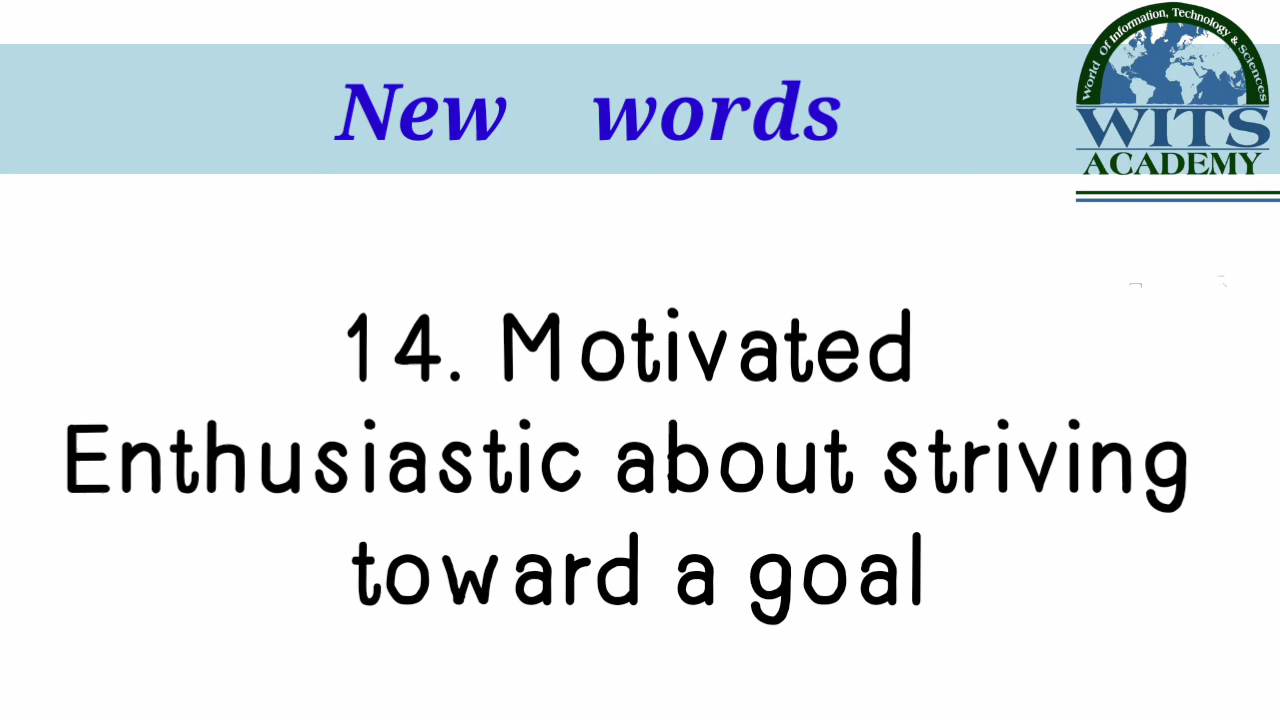 World Of Information, Technology & Sciences
WITS
ACADEMY
New words
14. Motivated
Enthusiastic about striving
toward a goal